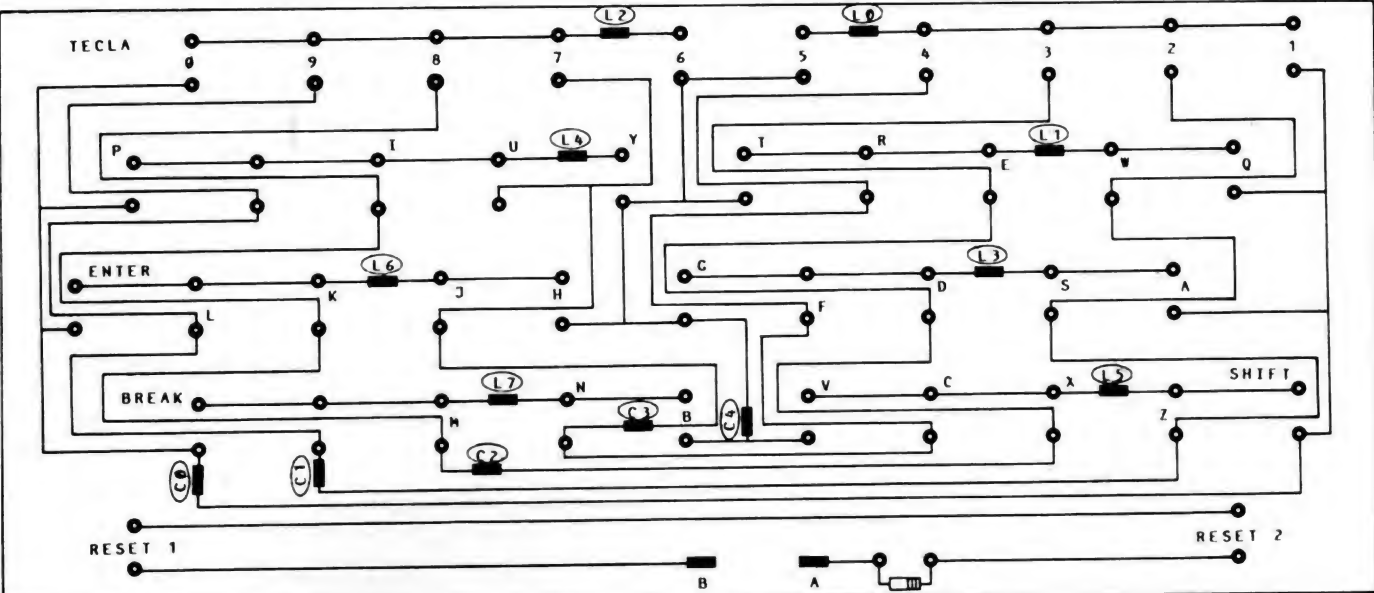 L2 L0
TECLA
0 9 8 7 6 5 4 3 2 1
P I U L4 Y T R E L1 W Q
ENTER L6 K J H G D L3 S A
L F
BREAK L7 N B V C X L5 SHIFT
M C3 C4 Z
C0 C1 C2
RESET 1 RESET 2
B A